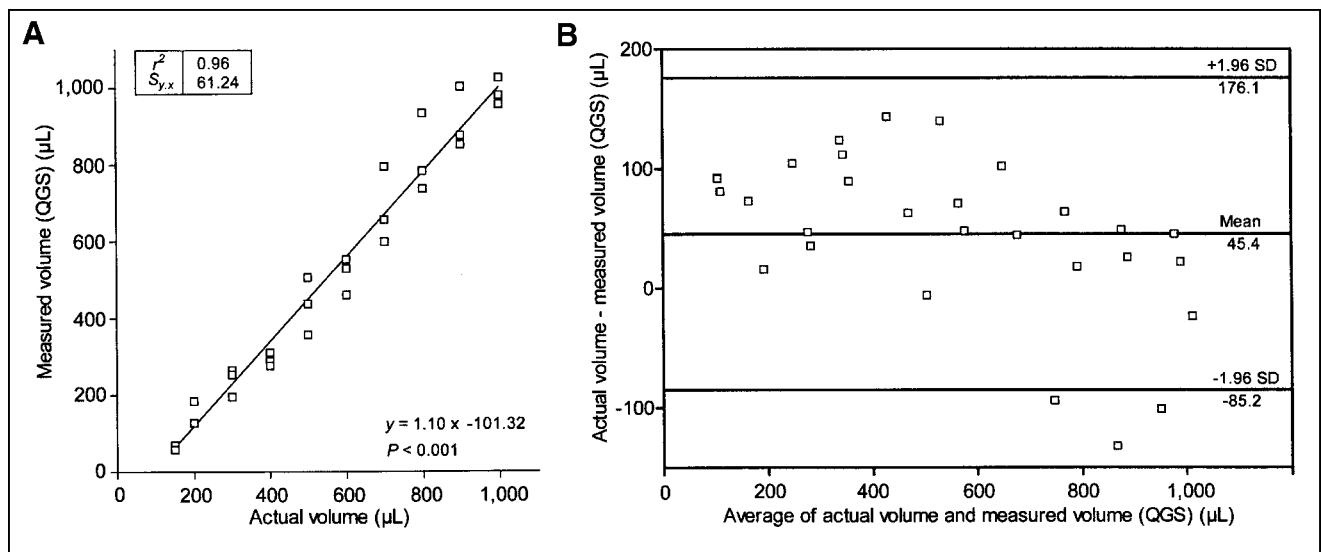 A
r² 0.96
Sy.x 61.24
Measured volume (QGS) (µL)
1,000
800
600
400
200
0
y = 1.10 x -101.32
P < 0.001
0 200 400 600 800 1,000
Actual volume (µL)
B
Actual volume - measured volume (QGS) (µL)
200
100
0
-100
+1.96 SD
176.1
Mean
45.4
-1.96 SD
-85.2
0 200 400 600 800 1,000
Average of actual volume and measured volume (QGS) (µL)